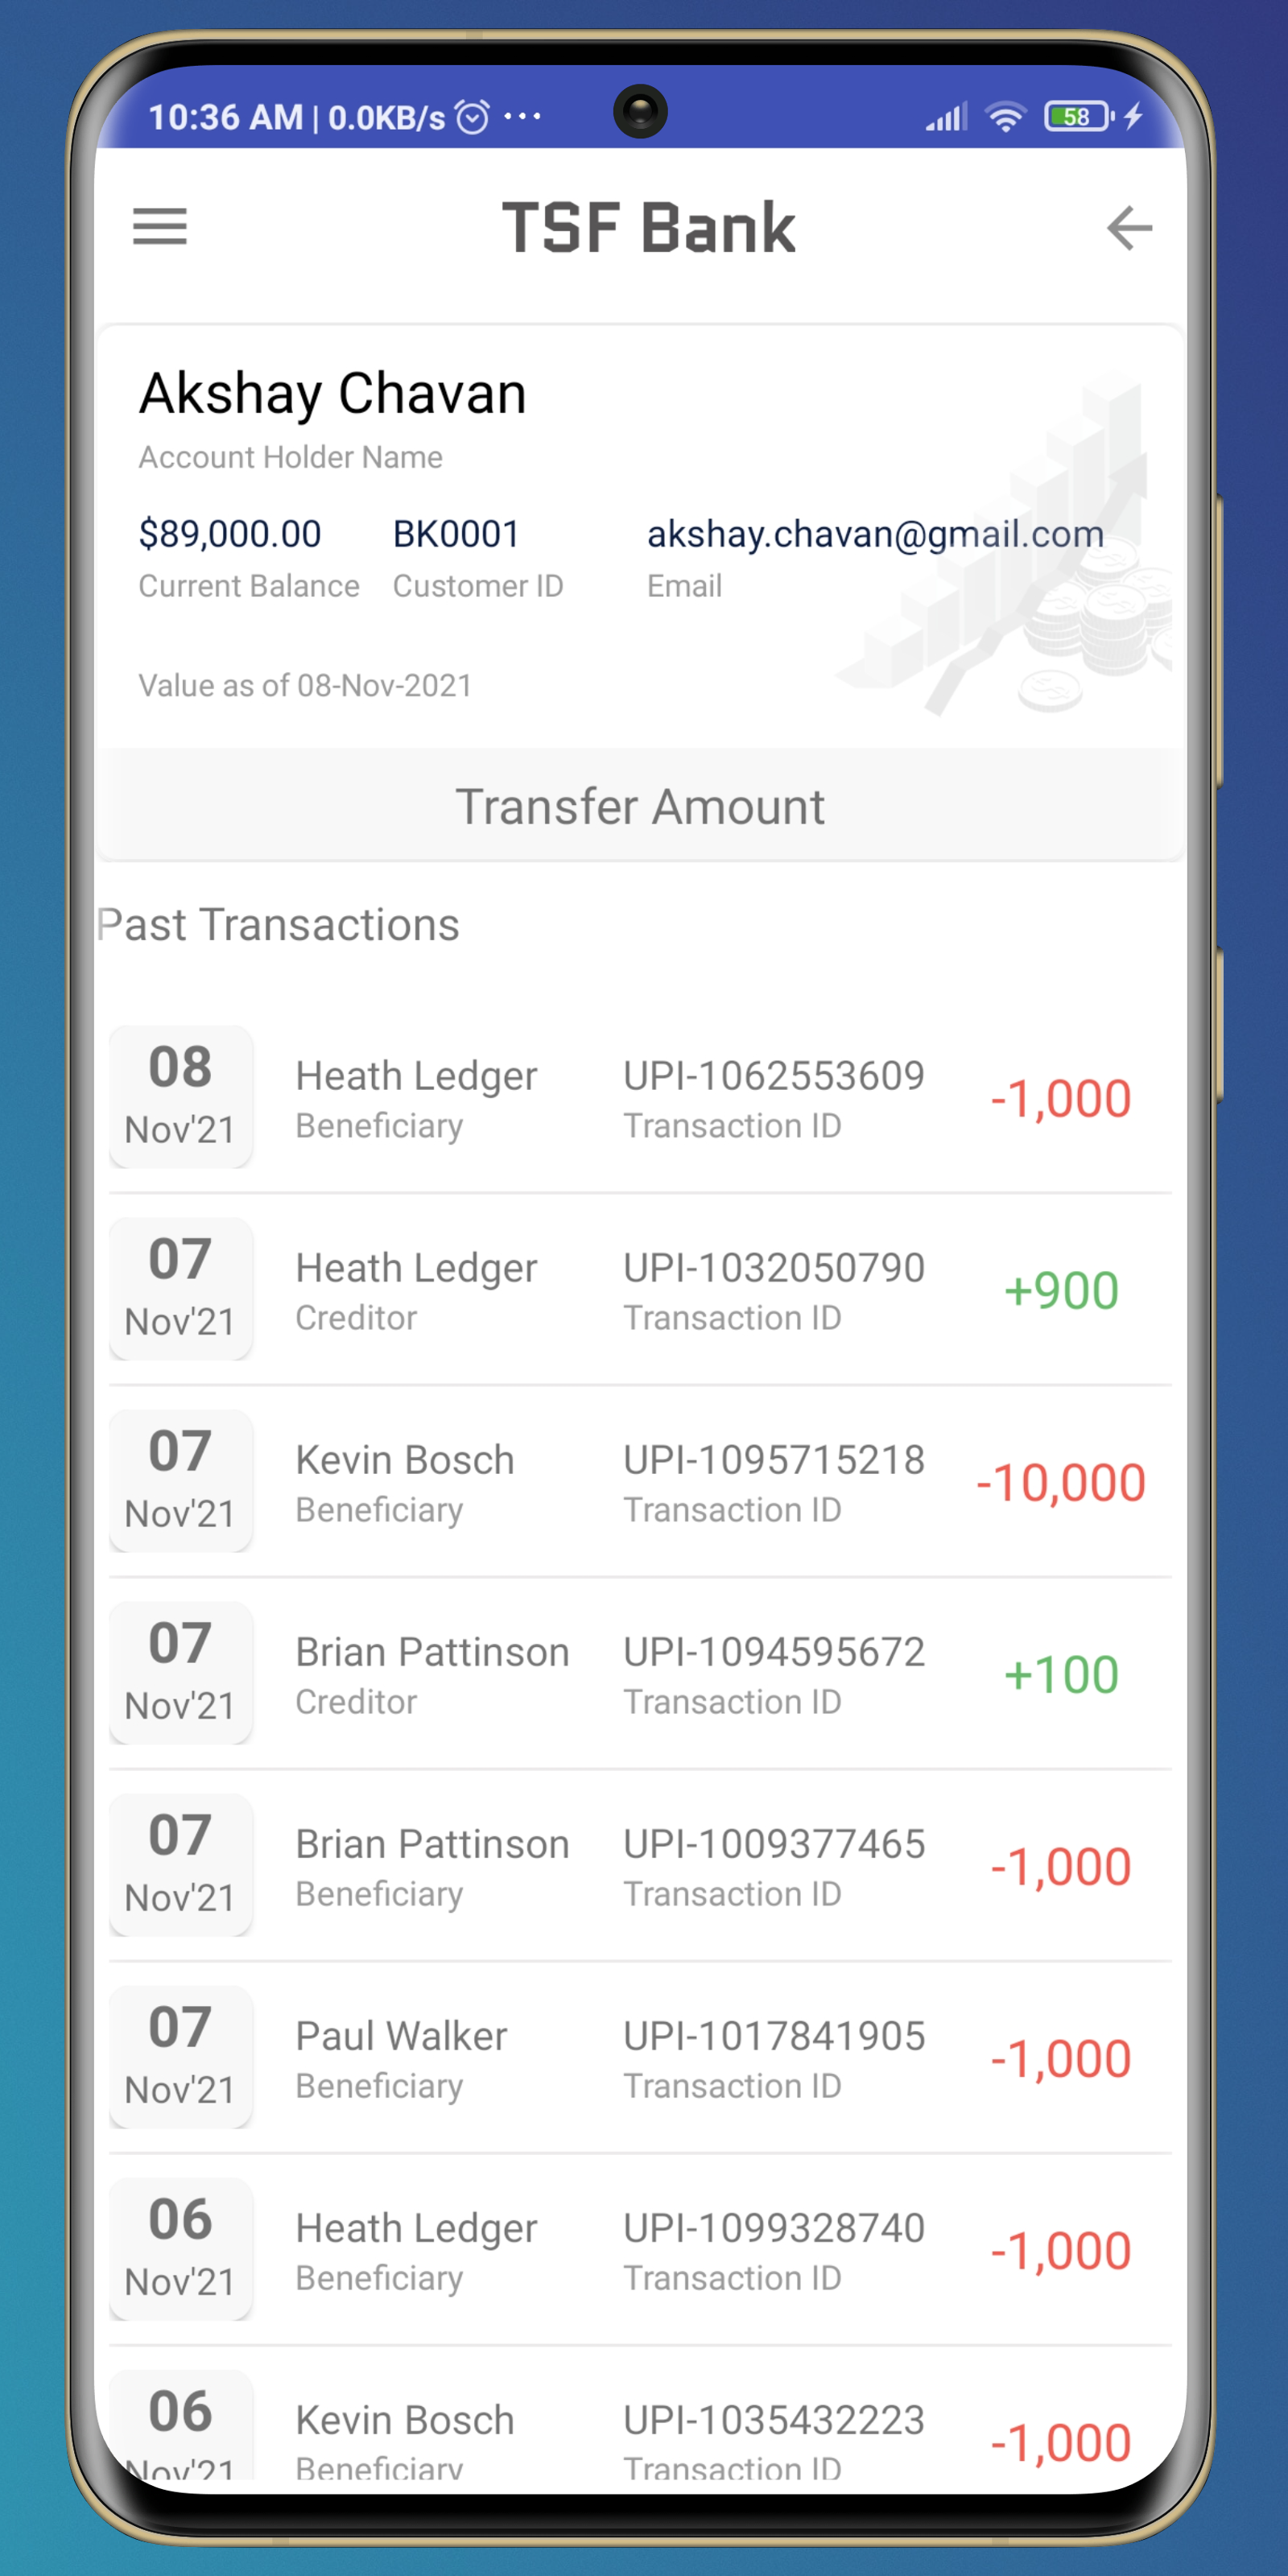 10:36 AM | 0.0KB/s ... 58
TSF Bank
Akshay Chavan
Account Holder Name
$89,000.00 BK0001 akshay.chavan@gmail.com
Current Balance Customer ID Email
Value as of 08-Nov-2021
Transfer Amount
Past Transactions
08 Heath Ledger UPI-1062553609 -1,000
Nov'21 Beneficiary Transaction ID
07 Heath Ledger UPI-1032050790 +900
Nov'21 Creditor Transaction ID
07 Kevin Bosch UPI-1095715218 -10,000
Nov'21 Beneficiary Transaction ID
07 Brian Pattinson UPI-1094595672 +100
Nov'21 Creditor Transaction ID
07 Brian Pattinson UPI-1009377465 -1,000
Nov'21 Beneficiary Transaction ID
07 Paul Walker UPI-1017841905 -1,000
Nov'21 Beneficiary Transaction ID
06 Heath Ledger UPI-1099328740 -1,000
Nov'21 Beneficiary Transaction ID
06 Kevin Bosch UPI-1035432223 -1,000
Nov'21 Beneficiary Transaction ID